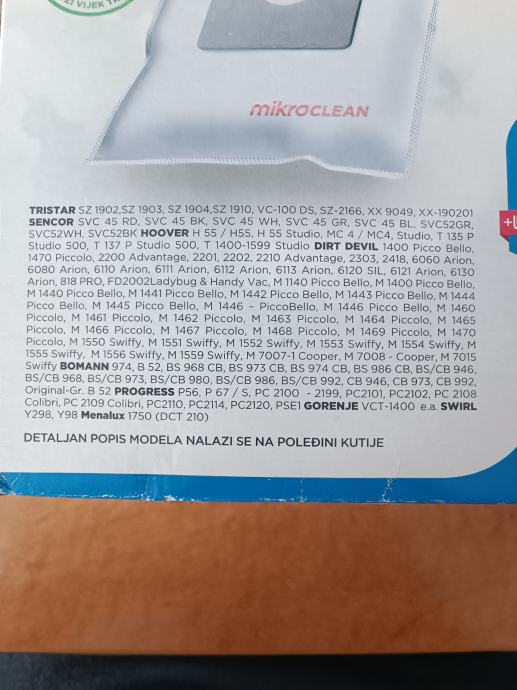 ZI VIJEK TR
mikroCLEAN
TRISTAR SZ 1902,SZ 1903, SZ 1904,SZ 1910, VC-100 DS, SZ-2166, XX 9049, XX-190201
SENCOR SVC 45 RD, SVC 45 BK, SVC 45 WH, SVC 45 GR, SVC 45 BL, SVC52GR,
SVC52WH, SVC52BK HOOVER H 55 / H55, H 55 Studio, MC 4 / MC4, Studio, T 135 P
Studio 500, T 137 P Studio 500, T 1400-1599 Studio DIRT DEVIL 1400 Picco Bello,
1470 Piccolo, 2200 Advantage, 2201, 2202, 2210 Advantage, 2303, 2418, 6060 Arion,
6080 Arion, 6110 Arion, 6111 Arion, 6112 Arion, 6113 Arion, 6120 SIL, 6121 Arion, 6130
Arion, 818 PRO, FD2002Ladybug & Handy Vac, M 1140 Picco Bello, M 1400 Picco Bello,
M 1440 Picco Bello, M 1441 Picco Bello, M 1442 Picco Bello, M 1443 Picco Bello, M 1444
Picco Bello, M 1445 Picco Bello, M 1446 - PiccoBello, M 1446 Picco Bello, M 1460
Piccolo, M 1461 Piccolo, M 1462 Piccolo, M 1463 Piccolo, M 1464 Piccolo, M 1465
Piccolo, M 1466 Piccolo, M 1467 Piccolo, M 1468 Piccolo, M 1469 Piccolo, M 1470
Piccolo, M 1550 Swiffy, M 1551 Swiffy, M 1552 Swiffy, M 1553 Swiffy, M 1554 Swiffy, M
1555 Swiffy, M 1556 Swiffy, M 1559 Swiffy, M 7007-1 Cooper, M 7008 - Cooper, M 7015
Swiffy BOMANN 974, B 52, BS 968 CB, BS 973 CB, BS 974 CB, BS 986 CB, BS/CB 946,
BS/CB 968, BS/CB 973, BS/CB 980, BS/CB 986, BS/CB 992, CB 946, CB 973, CB 992,
Original-Gr. B 52 PROGRESS P56, P 67 / S, PC 2100 - 2199, PC2101, PC2102, PC 2108
Colibri, PC 2109 Colibri, PC2110, PC2114, PC2120, PSE1 GORENJE VCT-1400 e.a. SWIRL
Y298, Y98 Menalux 1750 (DCT 210)
DETALJAN POPIS MODELA NALAZI SE NA POLEĐINI KUTIJE